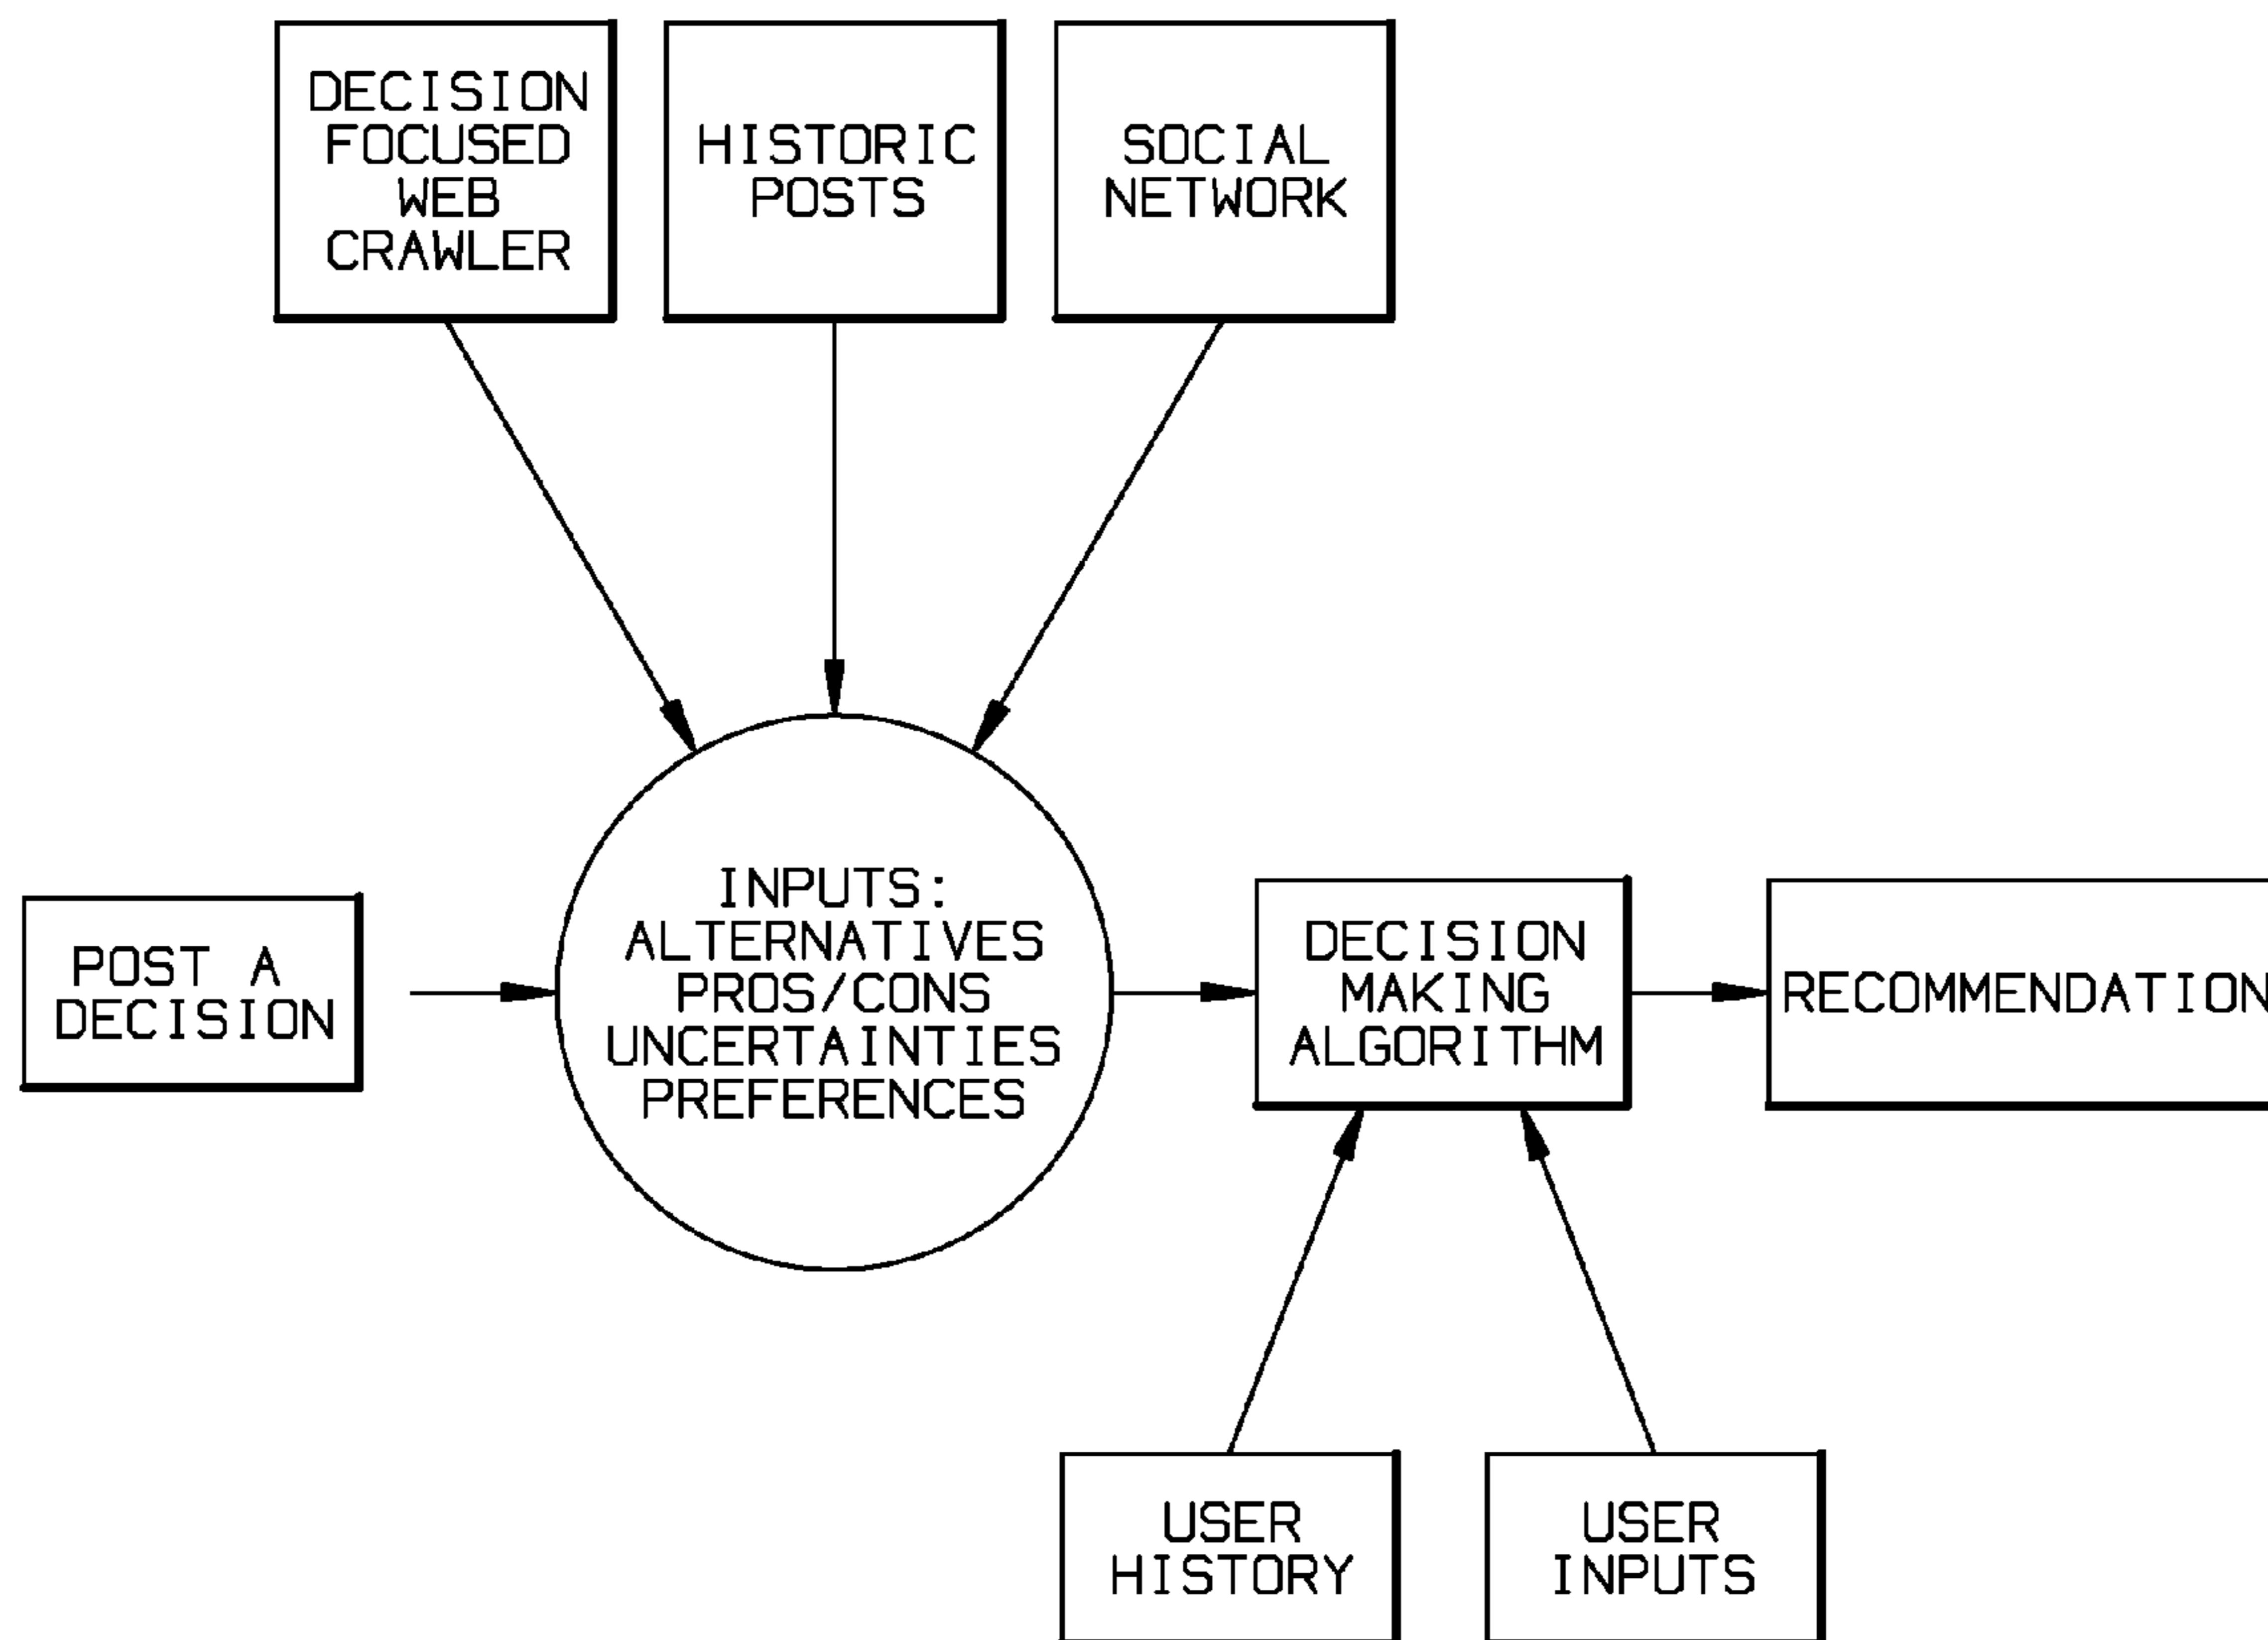 DECISION
FOCUSED
WEB
CRAWLER
HISTORIC
POSTS
SOCIAL
NETWORK
POST A
DECISION
INPUTS:
ALTERNATIVES
PROS/CONS
UNCERTAINTIES
PREFERENCES
DECISION
MAKING
ALGORITHM
RECOMMENDATION
USER
HISTORY
USER
INPUTS